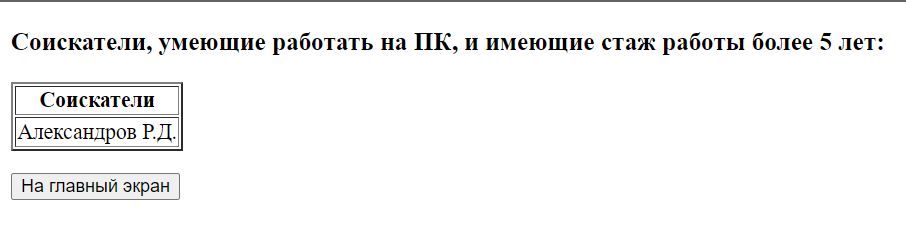 Соискатели, умеющие работать на ПК, и имеющие стаж работы более 5 лет:
Соискатели
Александров Р.Д.
На главный экран